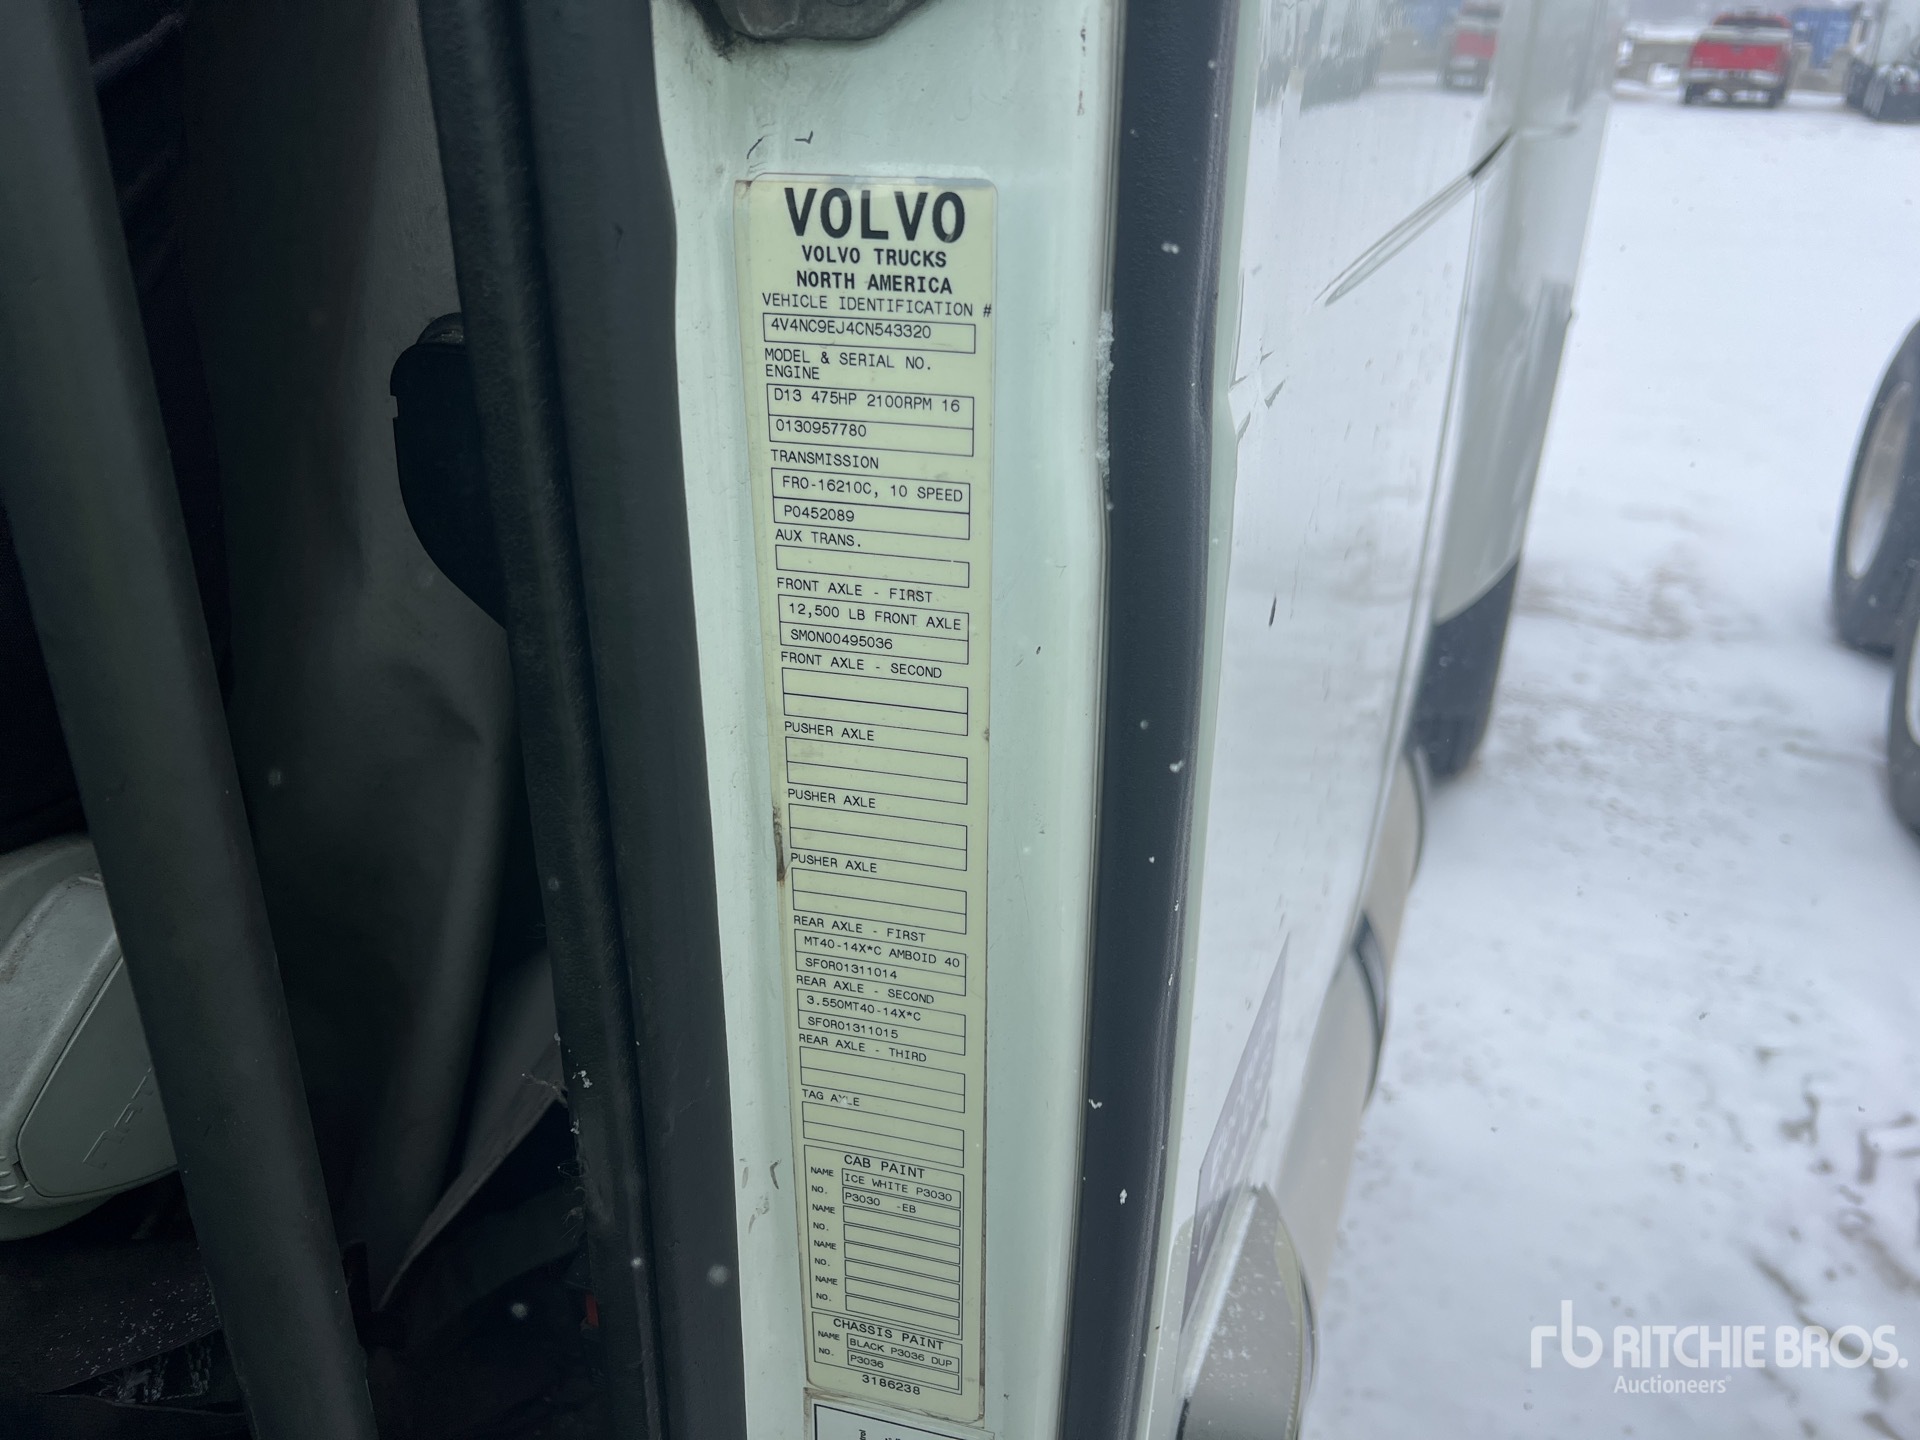 VOLVO
VOLVO TRUCKS
NORTH AMERICA
VEHICLE IDENTIFICATION #
4V4NC9EJ4CN543320
MODEL & SERIAL NO.
ENGINE
D13 475HP 2100RPM 16
0130957780
TRANSMISSION
FRO-16210C, 10 SPEED
P0452089
AUX TRANS.
FRONT AXLE - FIRST
12,500 LB FRONT AXLE
SMON00495036
FRONT AXLE - SECOND
PUSHER AXLE
PUSHER AXLE
PUSHER AXLE
REAR AXLE - FIRST
MT40-14X*C AMBOID 40
SFOR01311014
REAR AXLE - SECOND
3.550MT40-14X*C
SFOR01311015
REAR AXLE - THIRD
TAG AXLE
CAB PAINT
NAME ICE WHITE P3030
NO. P3030 -EB
NAME
NO.
NAME
NO.
NAME
NO.
CHASSIS PAINT
NAME BLACK P3036 DUP
NO. P3036
3186238
rb RITCHIE BROS.
Auctioneers